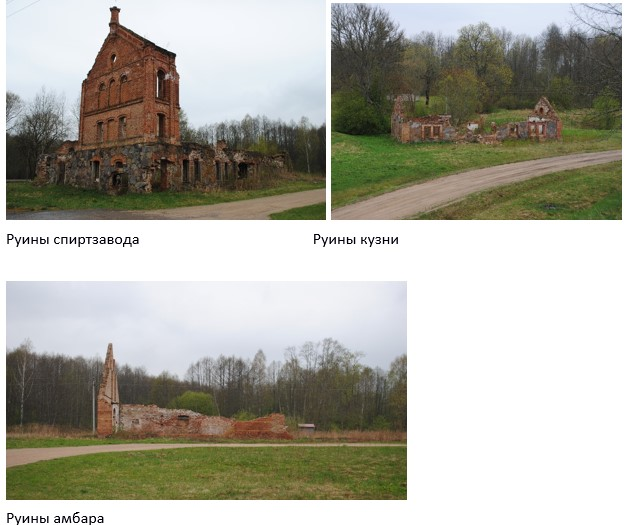 Руины спиртзавода
Руины кузни
Руины амбара